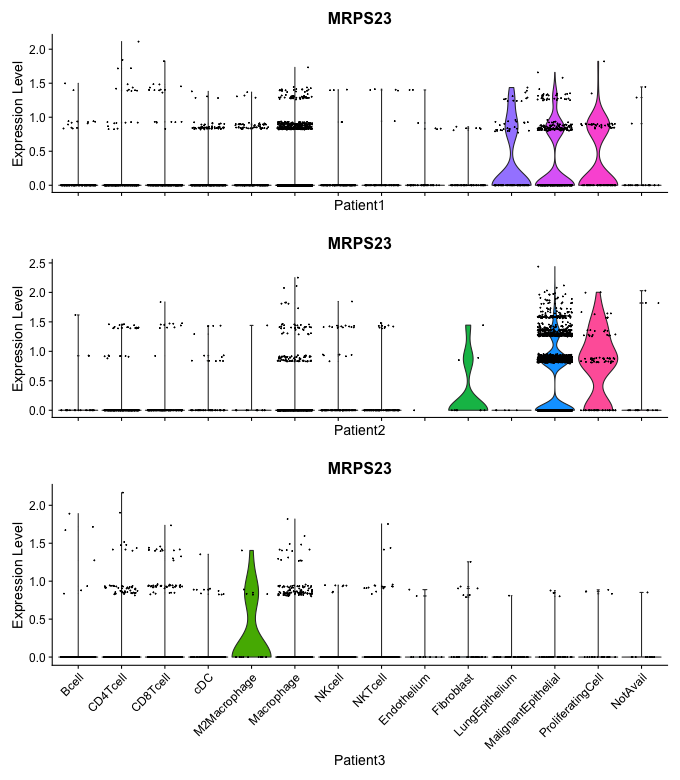 MRPS23
Expression Level
2.0
1.5
1.0
0.5
0.0
Patient1
MRPS23
Expression Level
2.5
2.0
1.5
1.0
0.5
0.0
Patient2
MRPS23
Expression Level
2.0
1.5
1.0
0.5
0.0
Bcell
CD4Tcell
CD8Tcell
cDC
M2Macrophage
Macrophage
NKcell
NKTcell
Endothelium
Fibroblast
LungEpithelium
MalignantEpithelial
ProliferatingCell
NotAvail
Patient3